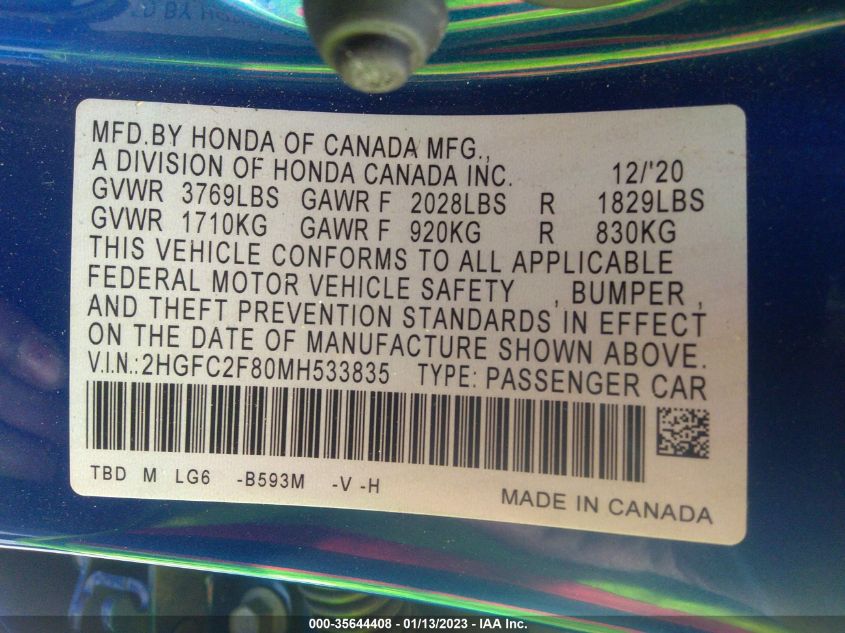 MFD.BY HONDA OF CANADA MFG.,
A DIVISION OF HONDA CANADA INC. 12/'20
GVWR 3769LBS GAWR F 2028LBS R 1829LBS
GVWR 1710KG GAWR F 920KG R 830KG
THIS VEHICLE CONFORMS TO ALL APPLICABLE
FEDERAL MOTOR VEHICLE SAFETY , BUMPER ,
AND THEFT PREVENTION STANDARDS IN EFFECT
ON THE DATE OF MANUFACTURE SHOWN ABOVE.
V.I.N.:2HGFC2F80MH533835 TYPE: PASSENGER CAR
TBD M LG6 -B593M -V -H
MADE IN CANADA
000-35644408 - 01/13/2023 - IAA Inc.